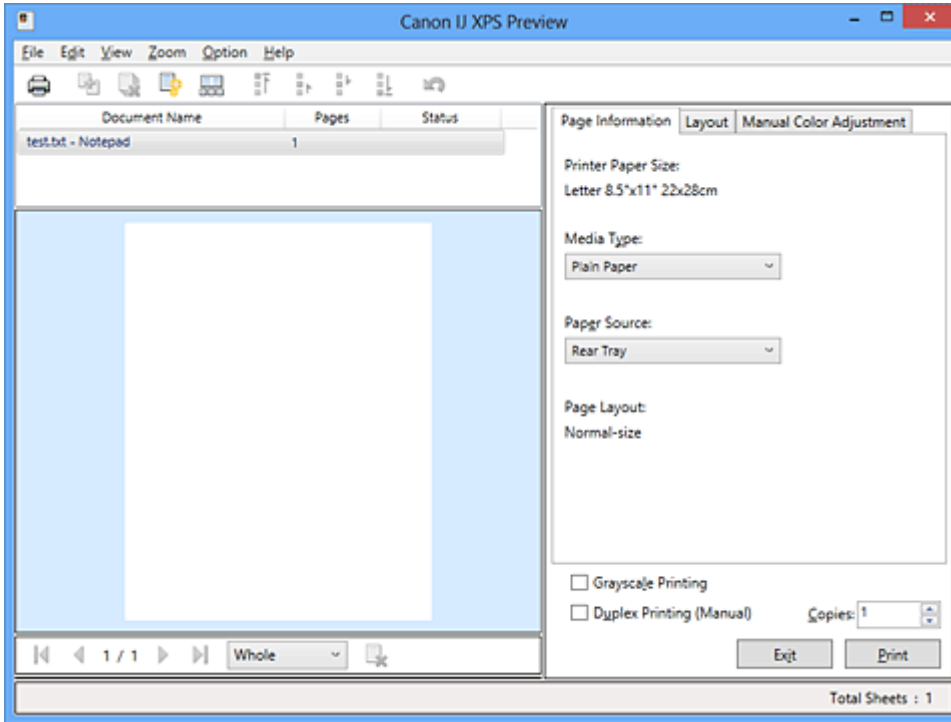 Canon IJ XPS Preview
File Edit View Zoom Option Help
Document Name Pages Status
test.txt - Notepad 1
Page Information Layout Manual Color Adjustment
Printer Paper Size:
Letter 8.5"x11" 22x28cm
Media Type:
Plain Paper
Paper Source:
Rear Tray
Page Layout:
Normal-size
Grayscale Printing
Duplex Printing (Manual) Copies: 1
1 / 1 Whole
Exit Print
Total Sheets : 1